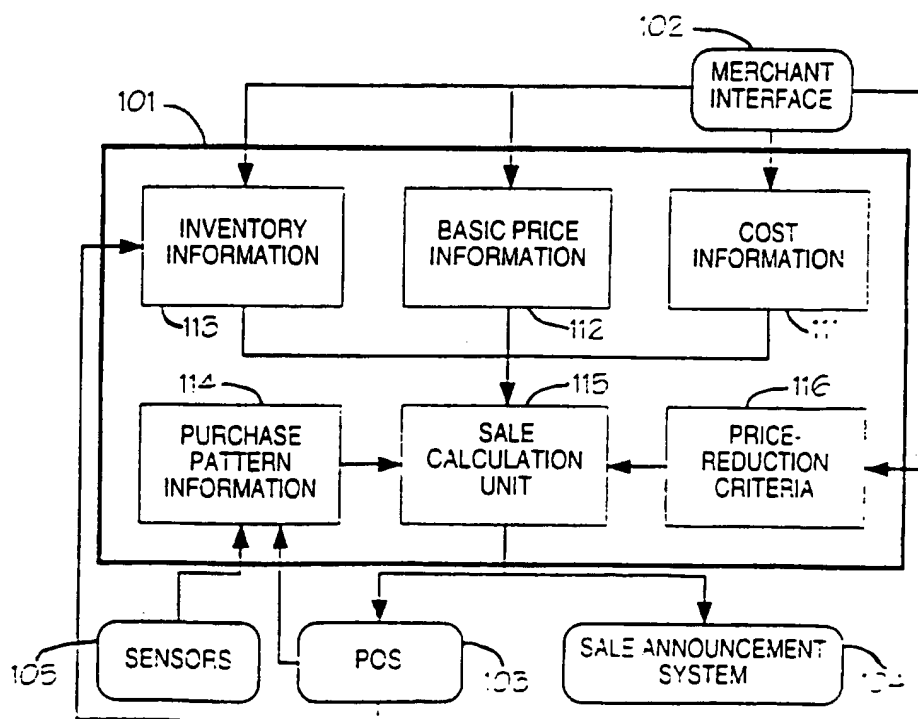 102
MERCHANT
INTERFACE
101
INVENTORY
INFORMATION
BASIC PRICE
INFORMATION
COST
INFORMATION
113
112
114
115
116
PURCHASE
PATTERN
INFORMATION
SALE
CALCULATION
UNIT
PRICE-
REDUCTION
CRITERIA
SENSORS
POS
SALE ANNOUNCEMENT
SYSTEM
105
103